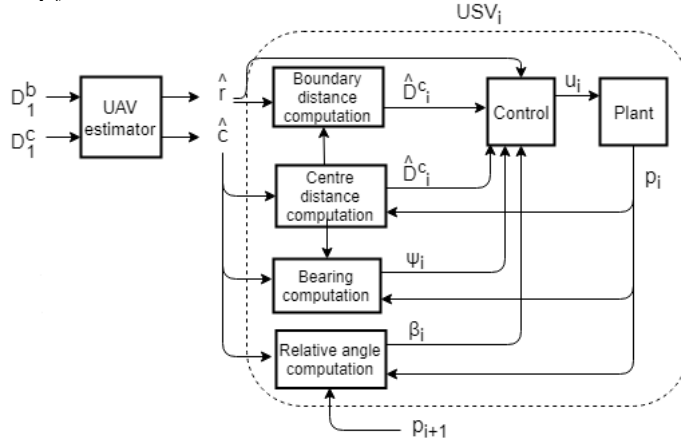 USVᵢ
D₁ᵇ
D₁ᶜ
UAV
estimator
r̂
ĉ
Boundary
distance
computation
D̂ᶜᵢ
Control
uᵢ
Plant
Centre
distance
computation
D̂ᶜᵢ
pᵢ
Bearing
computation
ψᵢ
Relative angle
computation
βᵢ
pᵢ₊₁